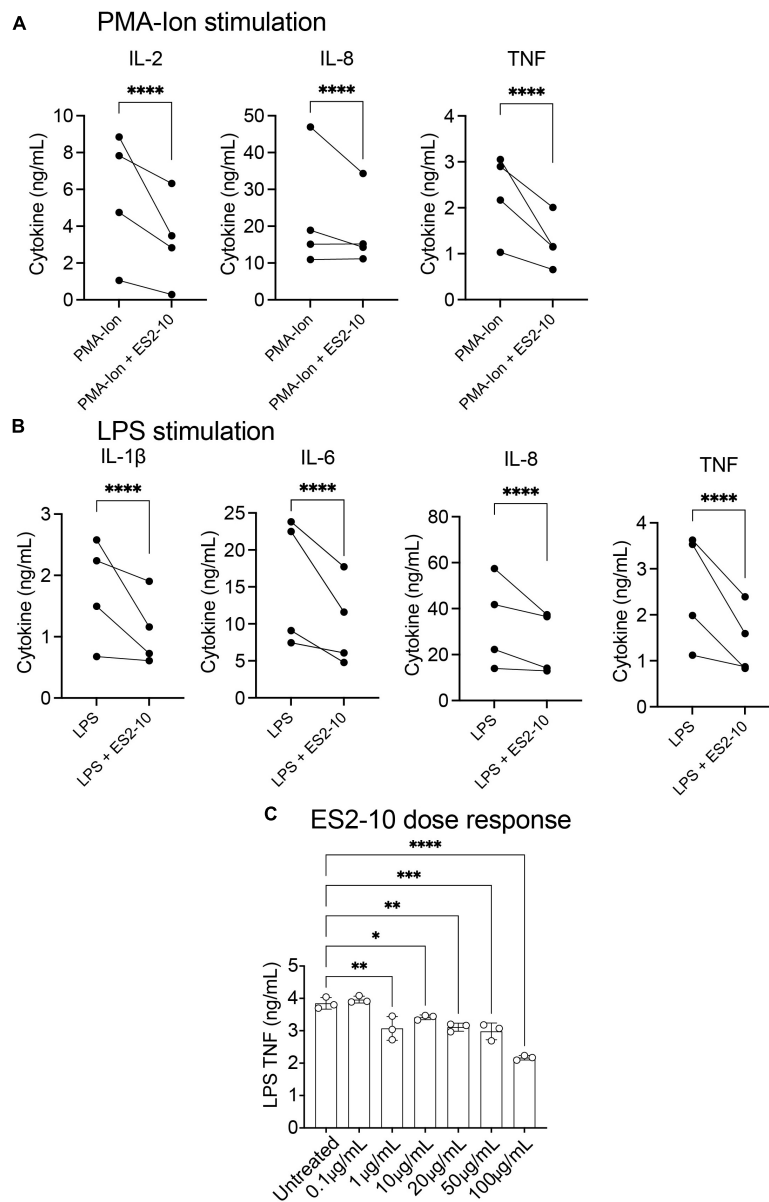 A PMA-Ion stimulation
IL-2 IL-8 TNF
**** **** ****
Cytokine (ng/mL) 10 8 6 4 2 0
Cytokine (ng/mL) 50 40 30 20 10 0
Cytokine (ng/mL) 4 3 2 1 0
PMA-Ion PMA-Ion + ES2-10
PMA-Ion PMA-Ion + ES2-10
PMA-Ion PMA-Ion + ES2-10
B LPS stimulation
IL-1β IL-6 IL-8 TNF
**** **** **** ****
Cytokine (ng/mL) 3 2 1 0
Cytokine (ng/mL) 25 20 15 10 5 0
Cytokine (ng/mL) 80 60 40 20 0
Cytokine (ng/mL) 4 3 2 1 0
LPS LPS + ES2-10
LPS LPS + ES2-10
LPS LPS + ES2-10
LPS LPS + ES2-10
C ES2-10 dose response
****
***
**
*
**
LPS TNF (ng/mL) 5 4 3 2 1 0
Untreated 0.1µg/mL 1µg/mL 10µg/mL 20µg/mL 50µg/mL 100µg/mL